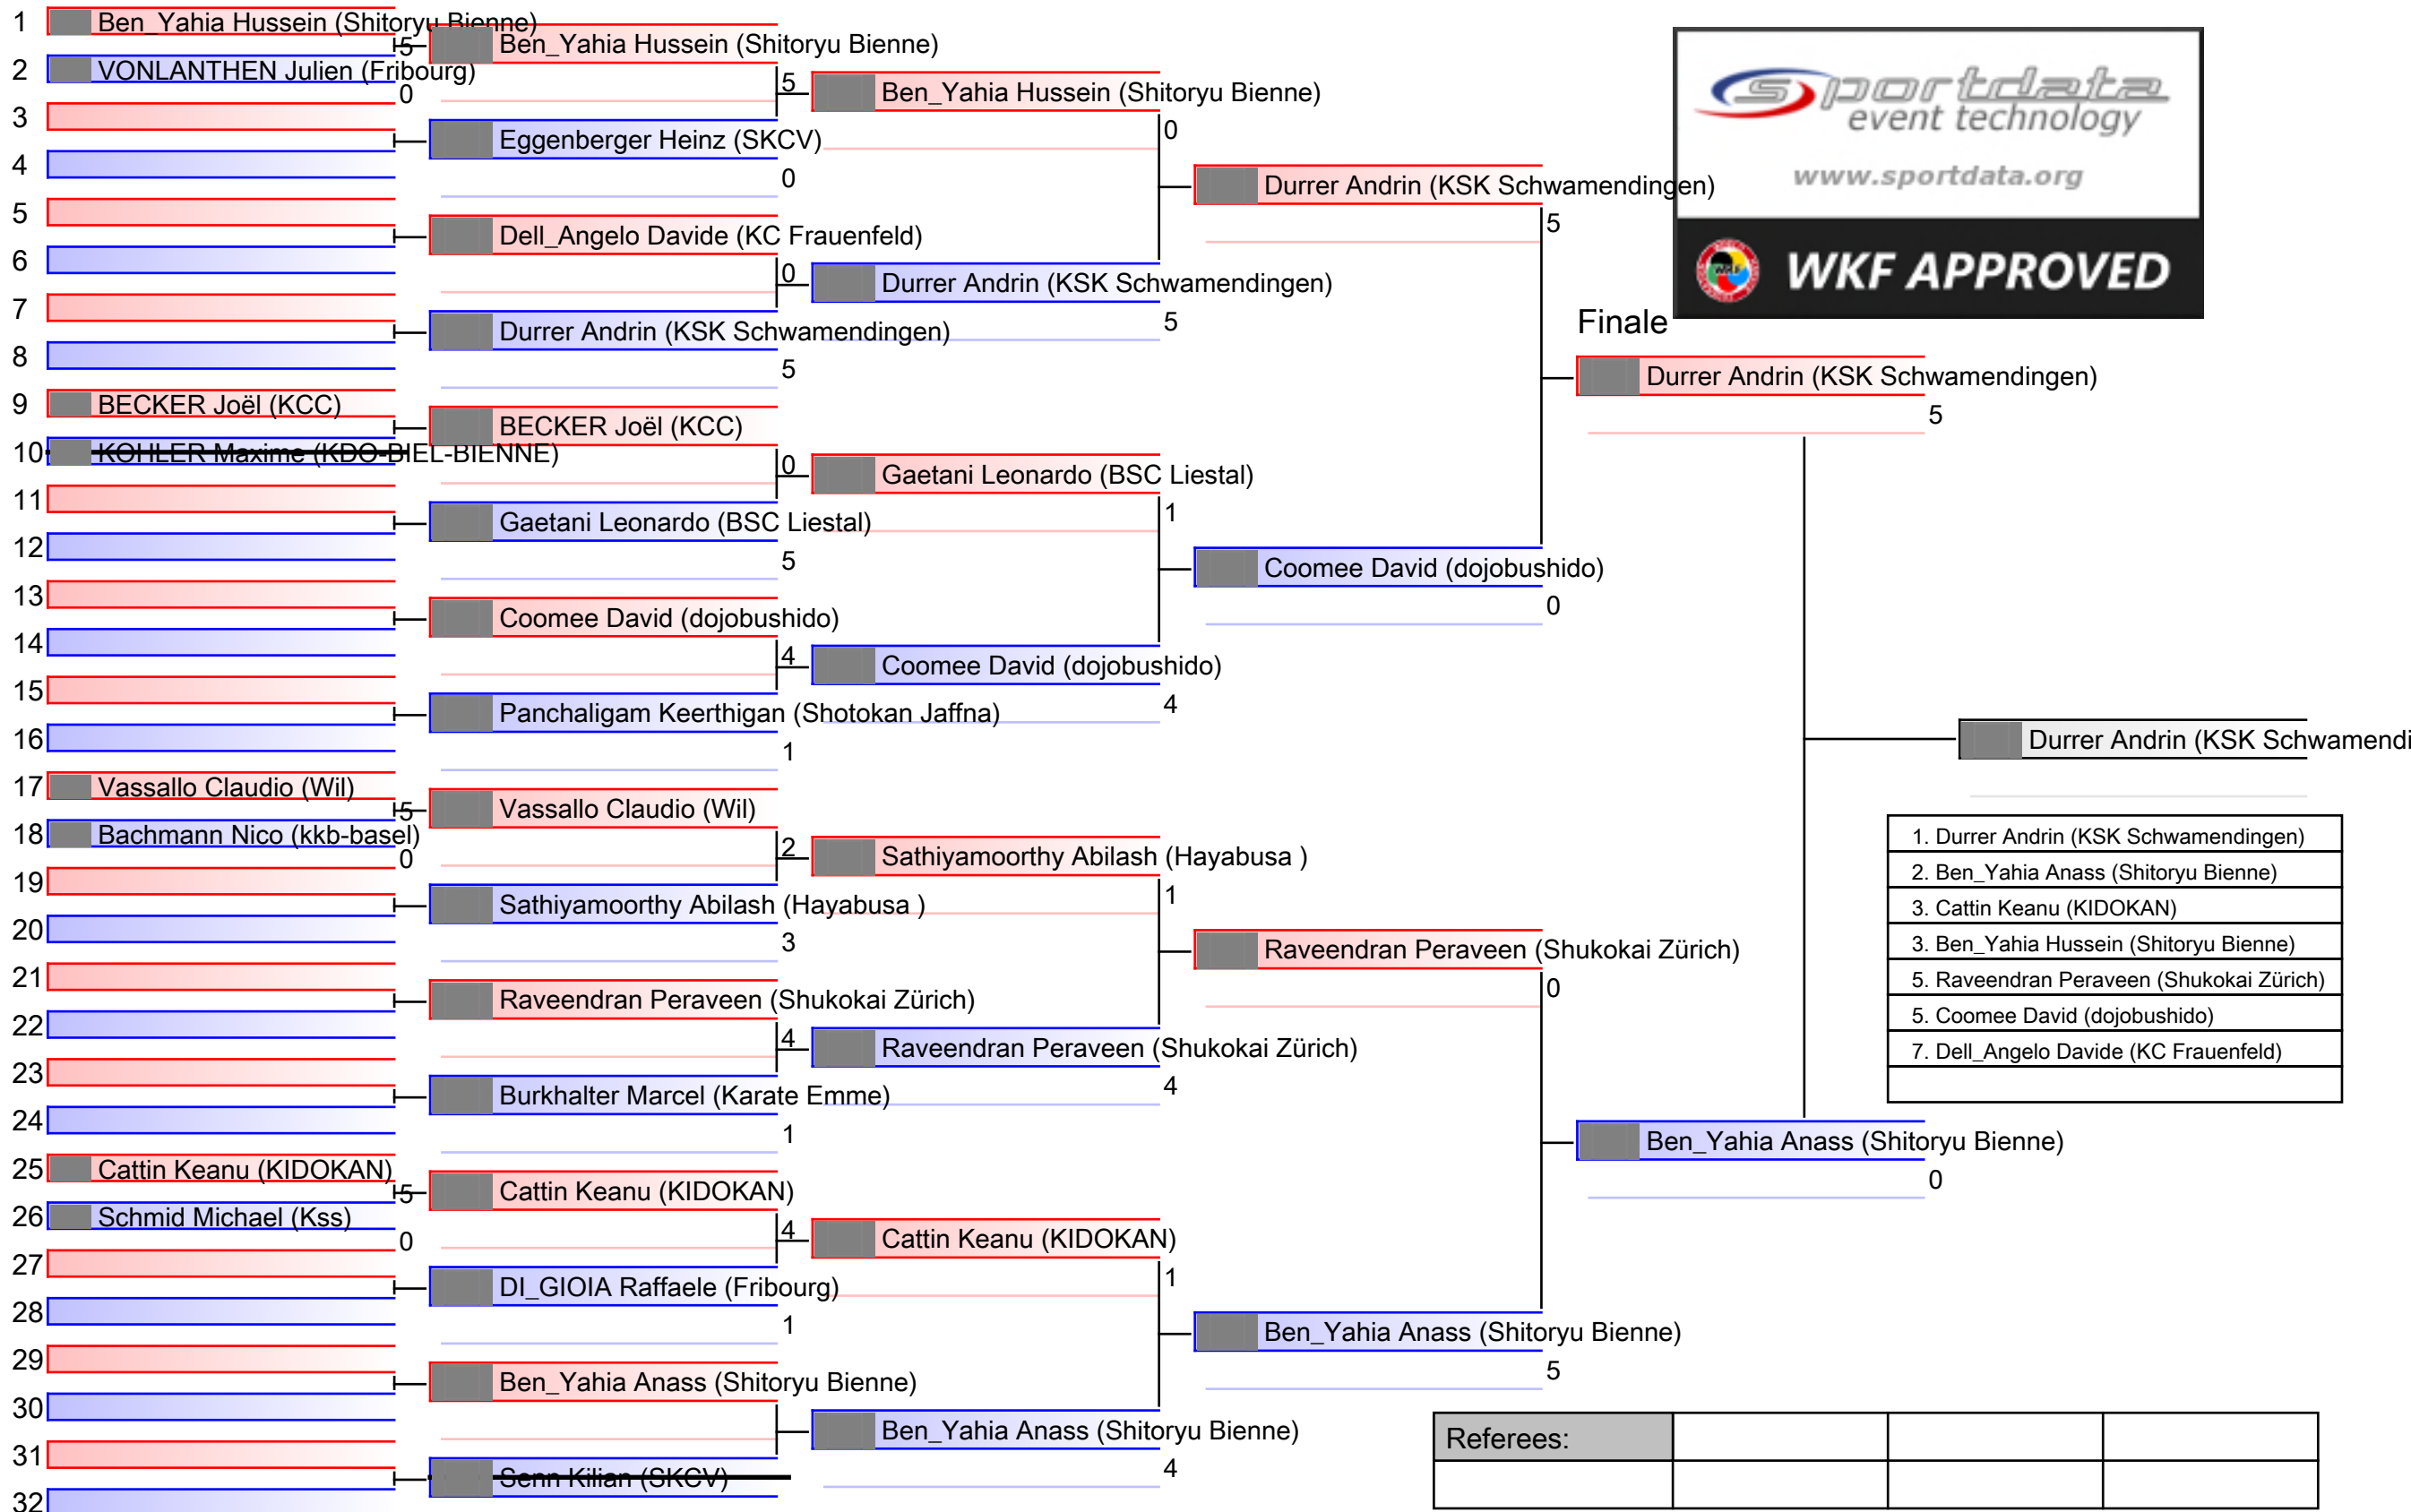 1 Ben_Yahia Hussein (Shitoryu Bienne)
5
2 VONLANTHEN Julien (Fribourg)
0
3
4
5
6
7
8
9 BECKER Joël (KCC)
10 KOHLER Maxime (KDO-BIEL-BIENNE)
11
12
13
14
15
16
17 Vassallo Claudio (Wil)
5
18 Bachmann Nico (kkb-basel)
0
19
20
21
22
23
24
25 Cattin Keanu (KIDOKAN)
5
26 Schmid Michael (Kss)
0
27
28
29
30
31
32
Ben_Yahia Hussein (Shitoryu Bienne)
5
Eggenberger Heinz (SKCV)
0
Dell_Angelo Davide (KC Frauenfeld)
0
Durrer Andrin (KSK Schwamendingen)
5
BECKER Joël (KCC)
0
Gaetani Leonardo (BSC Liestal)
5
Coomee David (dojobushido)
4
Panchaligam Keerthigan (Shotokan Jaffna)
1
Vassallo Claudio (Wil)
2
Sathiyamoorthy Abilash (Hayabusa )
3
Raveendran Peraveen (Shukokai Zürich)
4
Burkhalter Marcel (Karate Emme)
1
Cattin Keanu (KIDOKAN)
4
DI_GIOIA Raffaele (Fribourg)
1
Ben_Yahia Anass (Shitoryu Bienne)
Senn Kilian (SKCV)
Ben_Yahia Hussein (Shitoryu Bienne)
0
Durrer Andrin (KSK Schwamendingen)
5
Gaetani Leonardo (BSC Liestal)
1
Coomee David (dojobushido)
4
Sathiyamoorthy Abilash (Hayabusa )
1
Raveendran Peraveen (Shukokai Zürich)
4
Cattin Keanu (KIDOKAN)
1
Ben_Yahia Anass (Shitoryu Bienne)
4
Durrer Andrin (KSK Schwamendingen)
5
Coomee David (dojobushido)
0
Raveendran Peraveen (Shukokai Zürich)
0
Ben_Yahia Anass (Shitoryu Bienne)
5
sportdata
event technology
www.sportdata.org
WKF
WKF APPROVED
Finale
Durrer Andrin (KSK Schwamendingen)
5
Ben_Yahia Anass (Shitoryu Bienne)
0
Durrer Andrin (KSK Schwamendi
1. Durrer Andrin (KSK Schwamendingen)
2. Ben_Yahia Anass (Shitoryu Bienne)
3. Cattin Keanu (KIDOKAN)
3. Ben_Yahia Hussein (Shitoryu Bienne)
5. Raveendran Peraveen (Shukokai Zürich)
5. Coomee David (dojobushido)
7. Dell_Angelo Davide (KC Frauenfeld)
Referees: